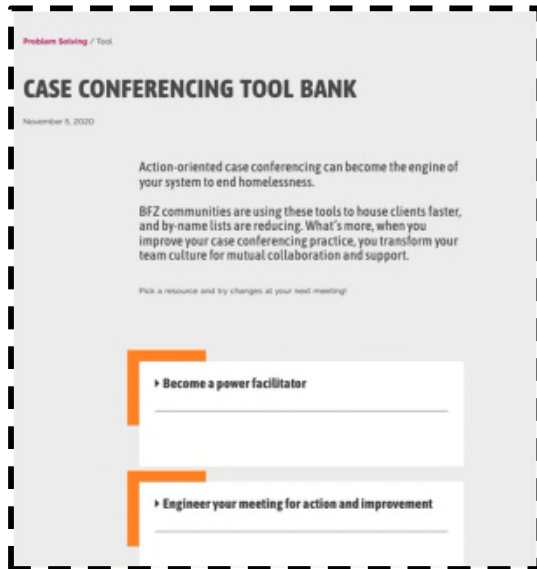 Problem Solving / Tool
CASE CONFERENCING TOOL BANK
November 5, 2020
Action-oriented case conferencing can become the engine of
your system to end homelessness.
BFZ communities are using these tools to house clients faster,
and by-name lists are reducing. What's more, when you
improve your case conferencing practice, you transform your
team culture for mutual collaboration and support.
Pick a resource and try changes at your next meeting!
Become a power facilitator
Engineer your meeting for action and improvement